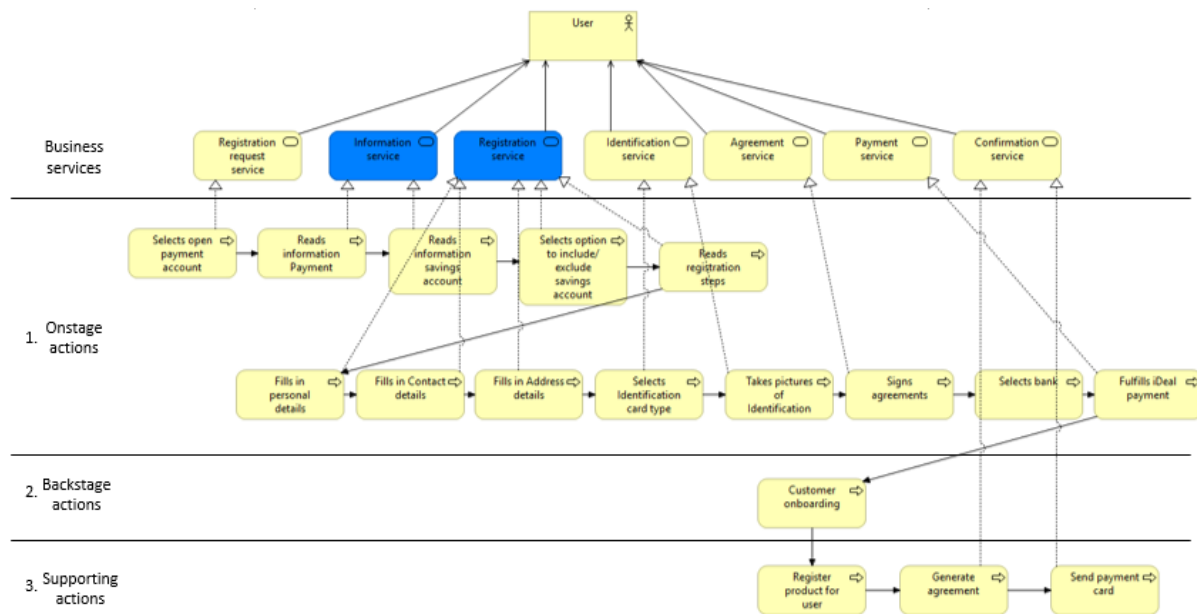 User
Business
services
Registration
request
service
Information
service
Registration
service
Identification
service
Agreement
service
Payment
service
Confirmation
service
1. Onstage
actions
Selects open
payment
account
Reads
information
Payment
Reads
information
savings
account
Selects option
to include/
exclude
savings
account
Reads
registration
steps
Fills in
personal
details
Fills in Contact
details
Fills in Address
details
Selects
Identification
card type
Takes pictures
of
Identification
Signs
agreements
Selects bank
Fulfills iDeal
payment
2. Backstage
actions
Customer
onboarding
3. Supporting
actions
Register
product for
user
Generate
agreement
Send payment
card